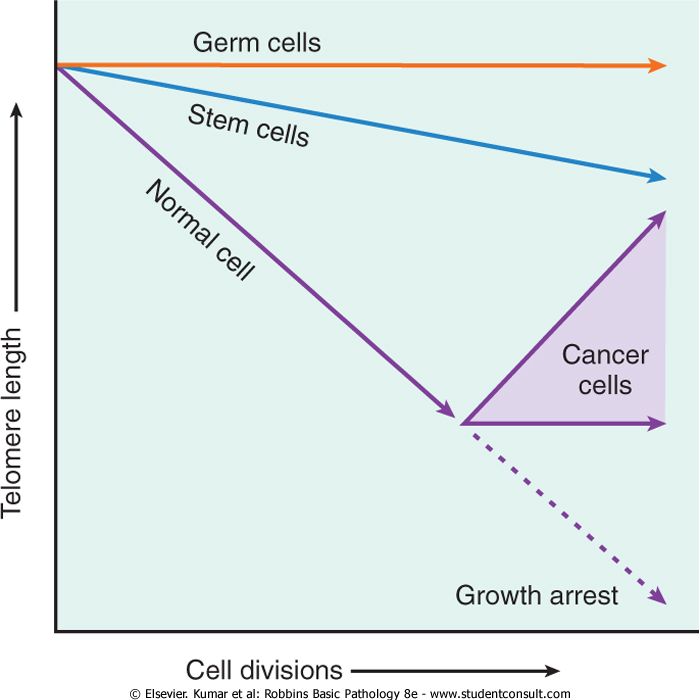 Germ cells
Stem cells
Normal cell
Cancer
cells
Growth arrest
Telomere length
Cell divisions
© Elsevier. Kumar et al: Robbins Basic Pathology 8e - www.studentconsult.com